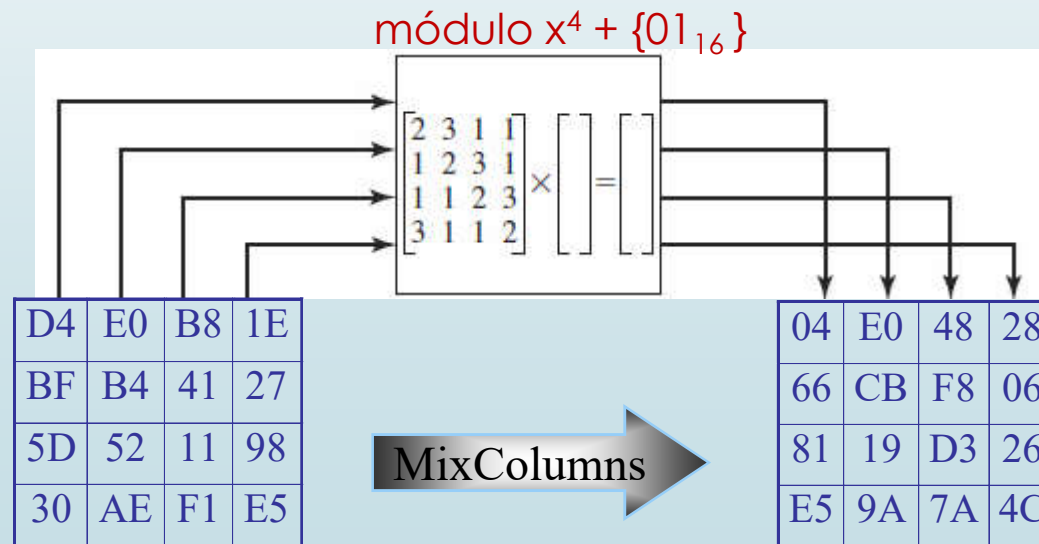 módulo x⁴ + {01₁₆}
2 3 1 1
1 2 3 1
1 1 2 3
3 1 1 2
× =
D4 E0 B8 1E
BF B4 41 27
5D 52 11 98
30 AE F1 E5
MixColumns
04 E0 48 28
66 CB F8 06
81 19 D3 26
E5 9A 7A 4C